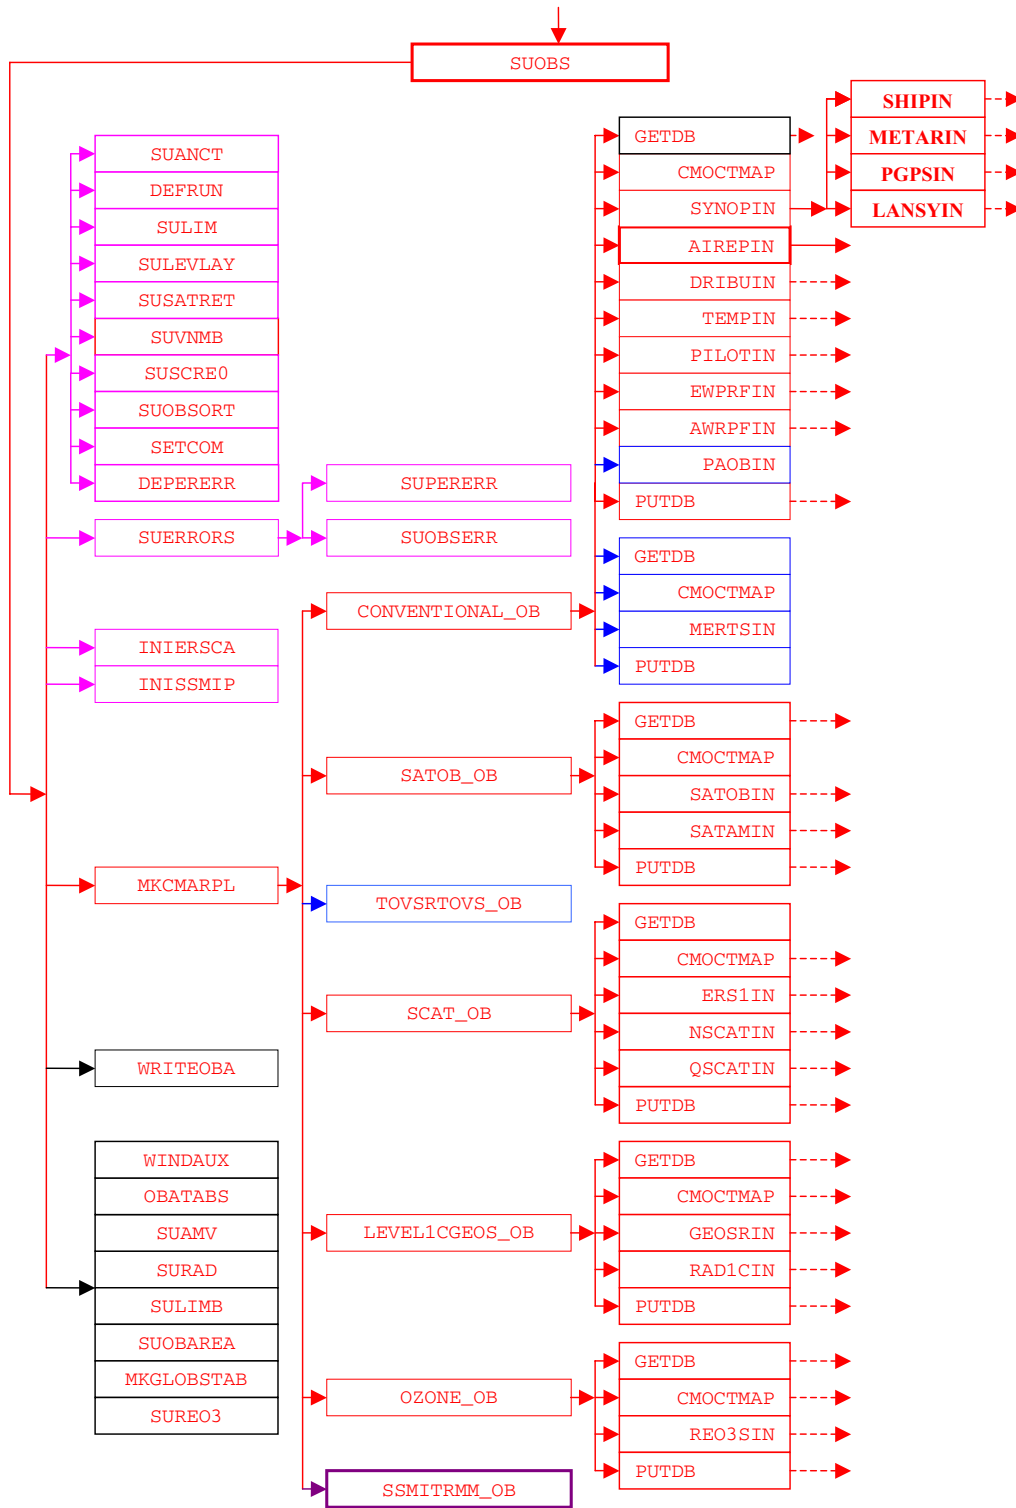 SUOBS
SUANCT
DEFRUN
SULIM
SULEVLAY
SUSATRET
SUVNMB
SUSCRE0
SUOBSORT
SETCOM
DEPERERR
SUERRORS
INIERSCA
INISSMIP
MKCMARPL
WRITEOBA
WINDAUX
OBATABS
SUAMV
SURAD
SULIMB
SUOBAREA
MKGLOBSTAB
SUREO3
SUPERERR
SUOBSERR
CONVENTIONAL_OB
SATOB_OB
TOVSRTOVS_OB
SCAT_OB
LEVEL1CGEOS_OB
OZONE_OB
SSMITRMM_OB
GETDB
CMOCTMAP
SYNOPIN
AIREPIN
DRIBUIN
TEMPIN
PILOTIN
EWPRFIN
AWRPFIN
PAOBIN
PUTDB
GETDB
CMOCTMAP
MERTSIN
PUTDB
GETDB
CMOCTMAP
SATOBIN
SATAMIN
PUTDB
GETDB
CMOCTMAP
ERS1IN
NSCATIN
QSCATIN
PUTDB
GETDB
CMOCTMAP
GEOSRIN
RAD1CIN
PUTDB
GETDB
CMOCTMAP
REO3SIN
PUTDB
SHIPIN
METARIN
PGPSIN
LANSYIN